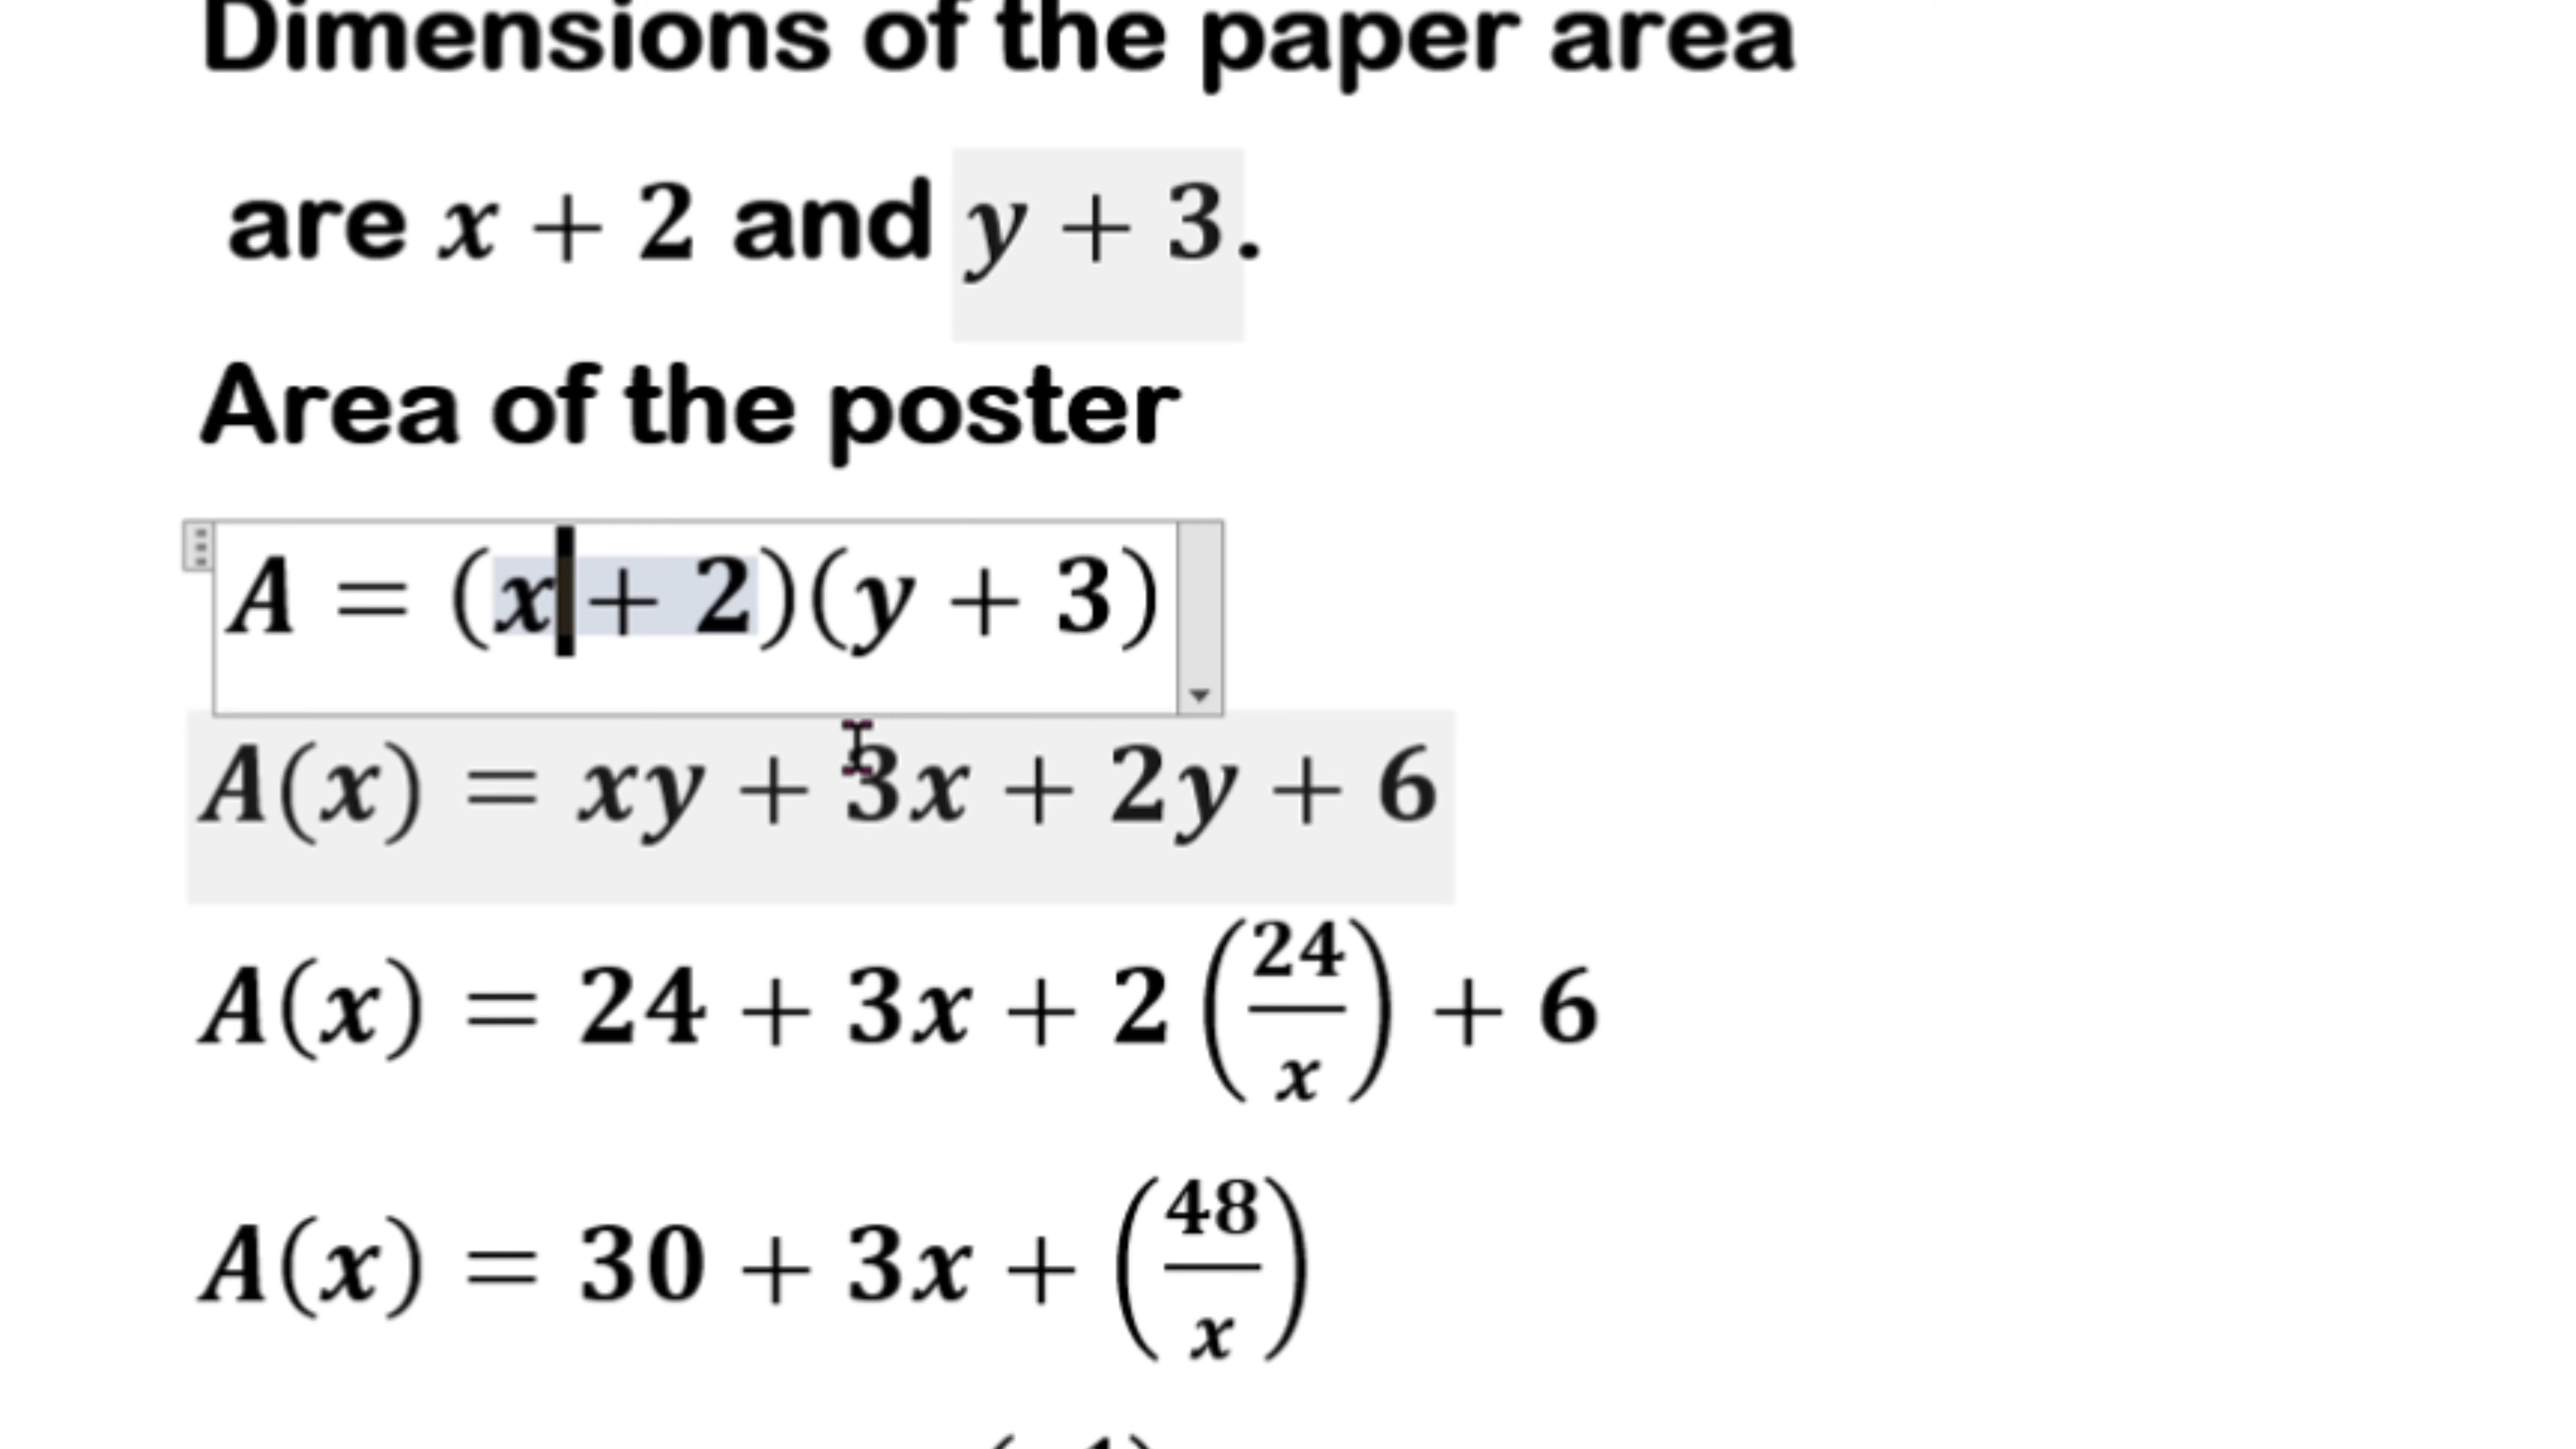 Dimensions of the paper area
are x + 2 and y + 3.
Area of the poster
A = (x + 2)(y + 3)
A(x) = xy + 3x + 2y + 6
A(x) = 24 + 3x + 2(24/x) + 6
A(x) = 30 + 3x + (48/x)